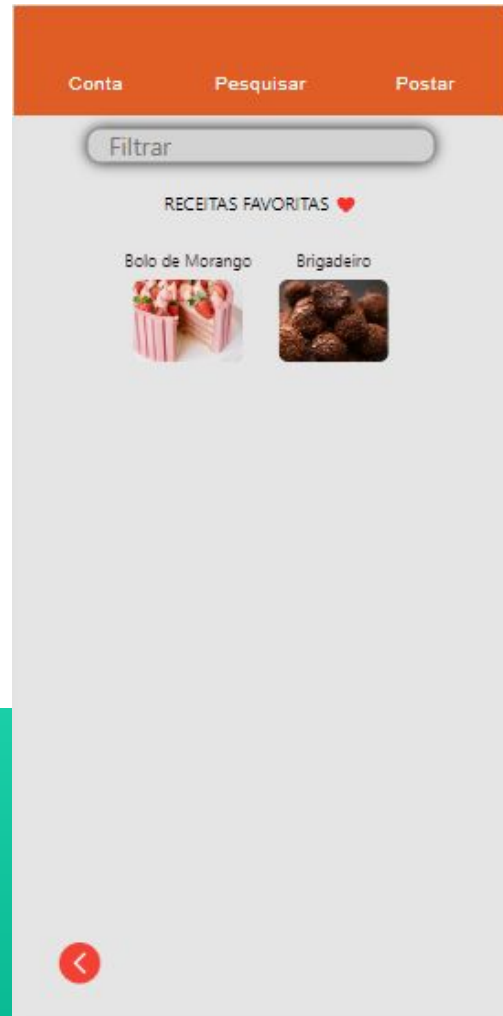 Conta Pesquisar Postar
Filtrar
RECEITAS FAVORITAS
Bolo de Morango Brigadeiro